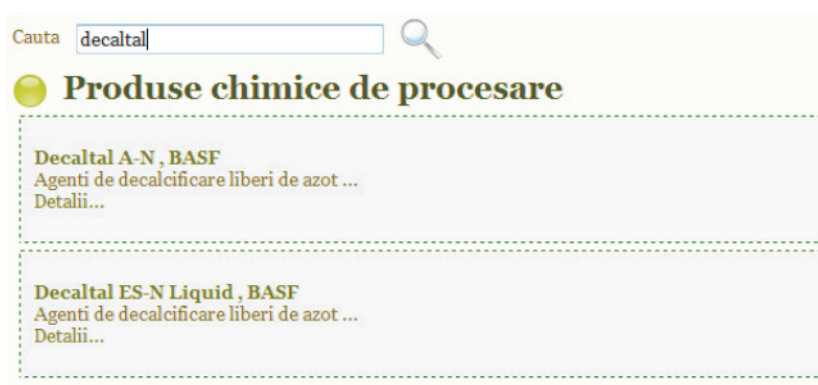 Cauta decaltal
Produse chimice de procesare
Decaltal A-N , BASF
Agenti de decalcificare liberi de azot ...
Detalii...
Decaltal ES-N Liquid , BASF
Agenti de decalcificare liberi de azot ...
Detalii...